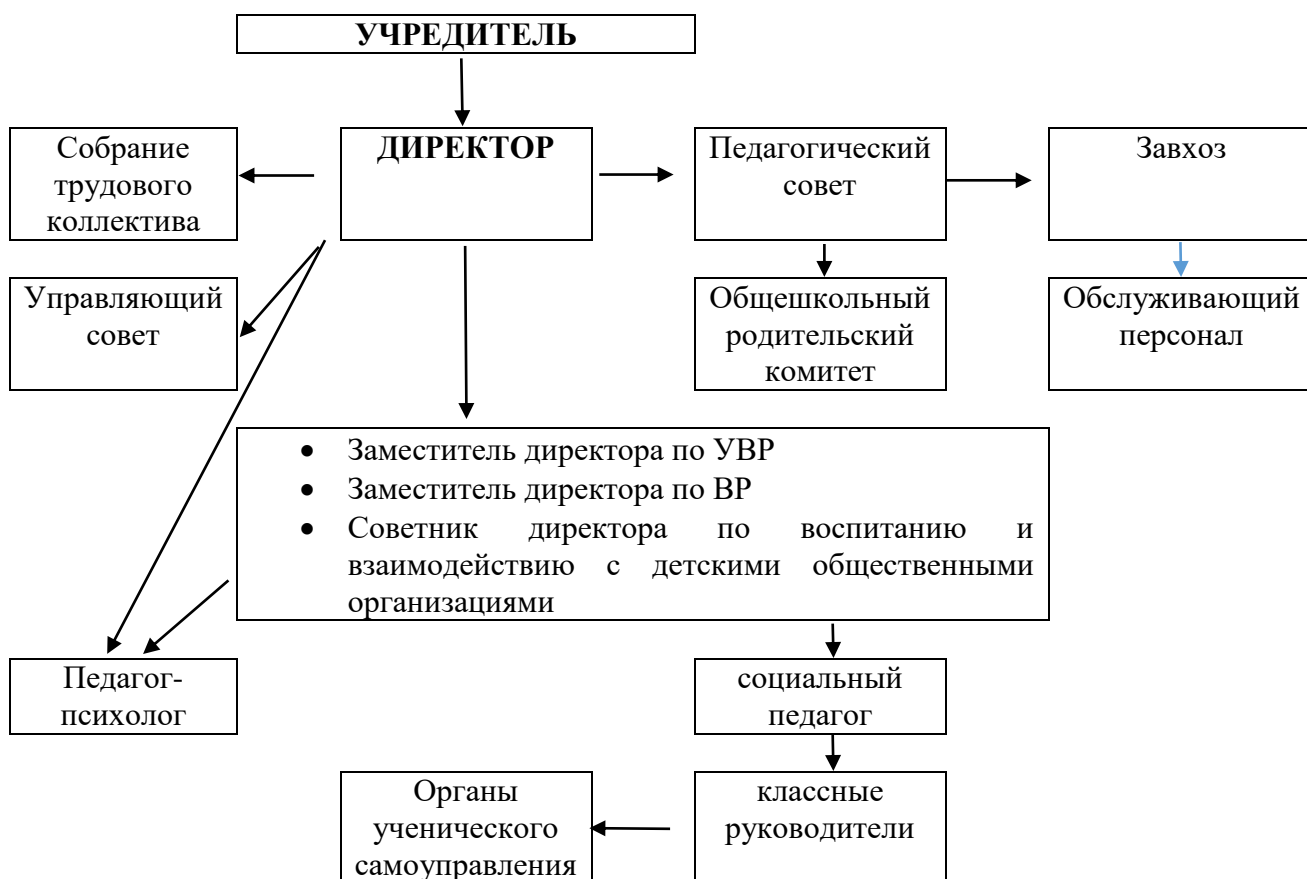 УЧРЕДИТЕЛЬ
Собрание
трудового
коллектива
ДИРЕКТОР
Педагогический
совет
Завхоз
Управляющий
совет
Общешкольный
родительский
комитет
Обслуживающий
персонал
• Заместитель директора по УВР
• Заместитель директора по ВР
• Советник директора по воспитанию и
взаимодействию с детскими общественными
организациями
Педагог-
психолог
социальный
педагог
Органы
ученического
самоуправления
классные
руководители